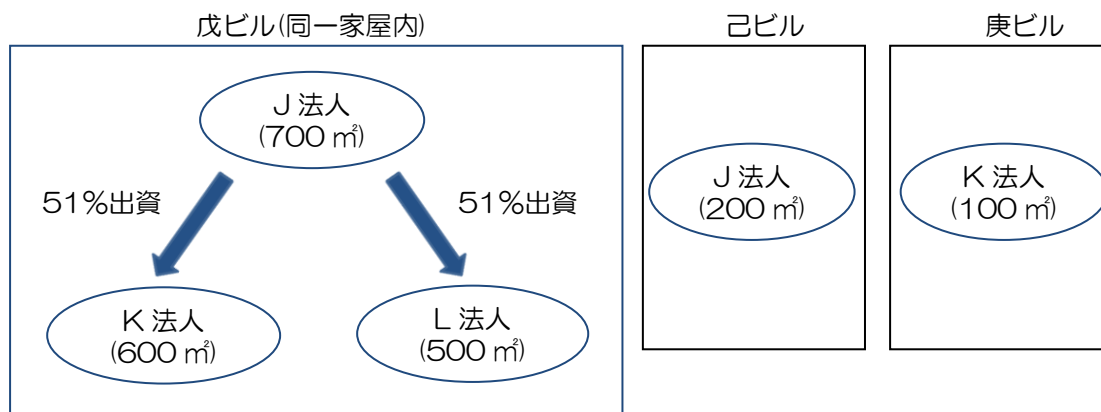 戊ビル(同一家屋内)
己ビル
庚ビル
J法人
(700㎡)
51%出資
51%出資
J法人
(200㎡)
K法人
(100㎡)
K法人
(600㎡)
L法人
(500㎡)